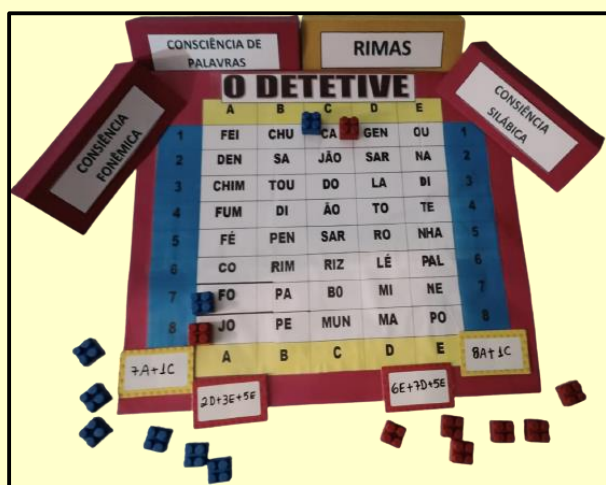 CONSCIÊNCIA DE
PALAVRAS
RIMAS
CONSIÊNCIA
FONÊMICA
CONSIÊNCIA
SILÁBICA
O DETETIVE
A B C D E
1 FEI CHU CA GEN OU 1
2 DEN SA JÃO SAR NA 2
3 CHIM TOU DO LA DI 3
4 FUM DI ÃO TO TE 4
5 FÉ PEN SAR RO NHA 5
6 CO RIM RIZ LÉ PAL 6
7 FO PA BO MI NE 7
8 JO PE MUN MA PO 8
A B C D E
7A+1C
2D+3E+5E
6E+7D+5E
8A+1C